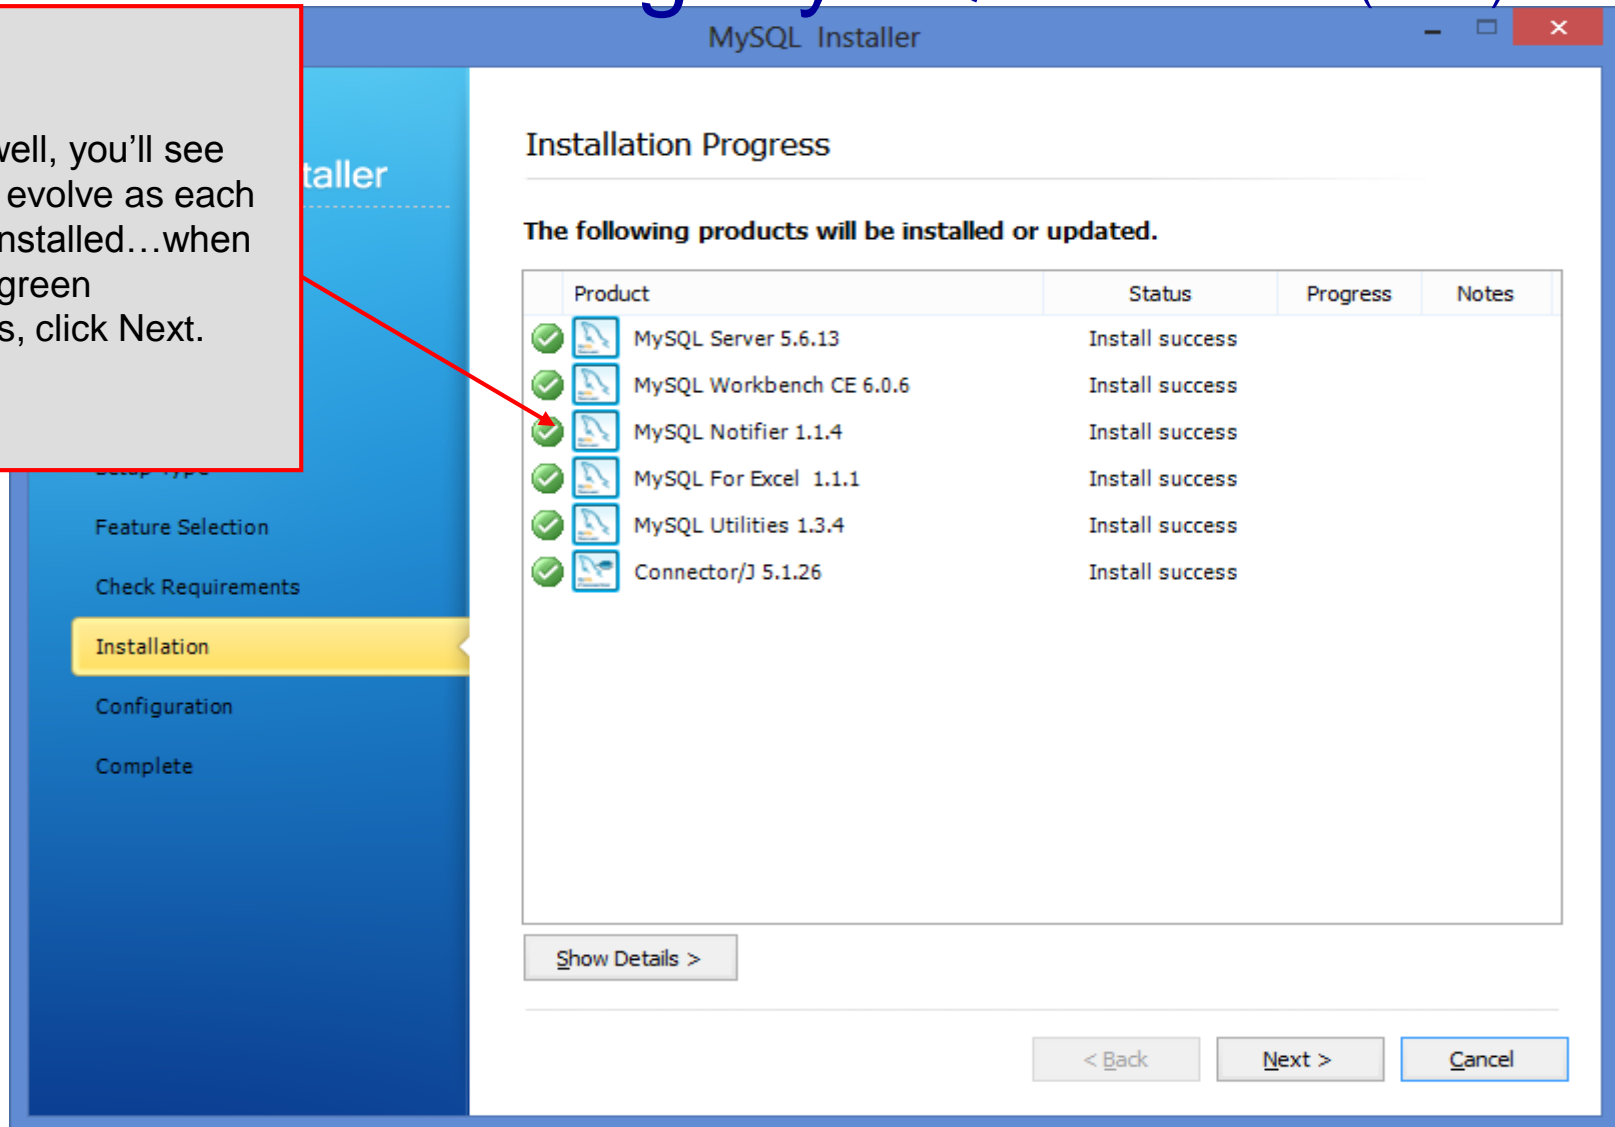 MySQL Installer
well, you’ll see
evolve as each
nstalled…when
green
s, click Next.
taller
Setup Type
Feature Selection
Check Requirements
Installation
Configuration
Complete
Installation Progress
The following products will be installed or updated.
Product Status Progress Notes
MySQL Server 5.6.13 Install success
MySQL Workbench CE 6.0.6 Install success
MySQL Notifier 1.1.4 Install success
MySQL For Excel 1.1.1 Install success
MySQL Utilities 1.3.4 Install success
Connector/J 5.1.26 Install success
Show Details >
< Back Next > Cancel